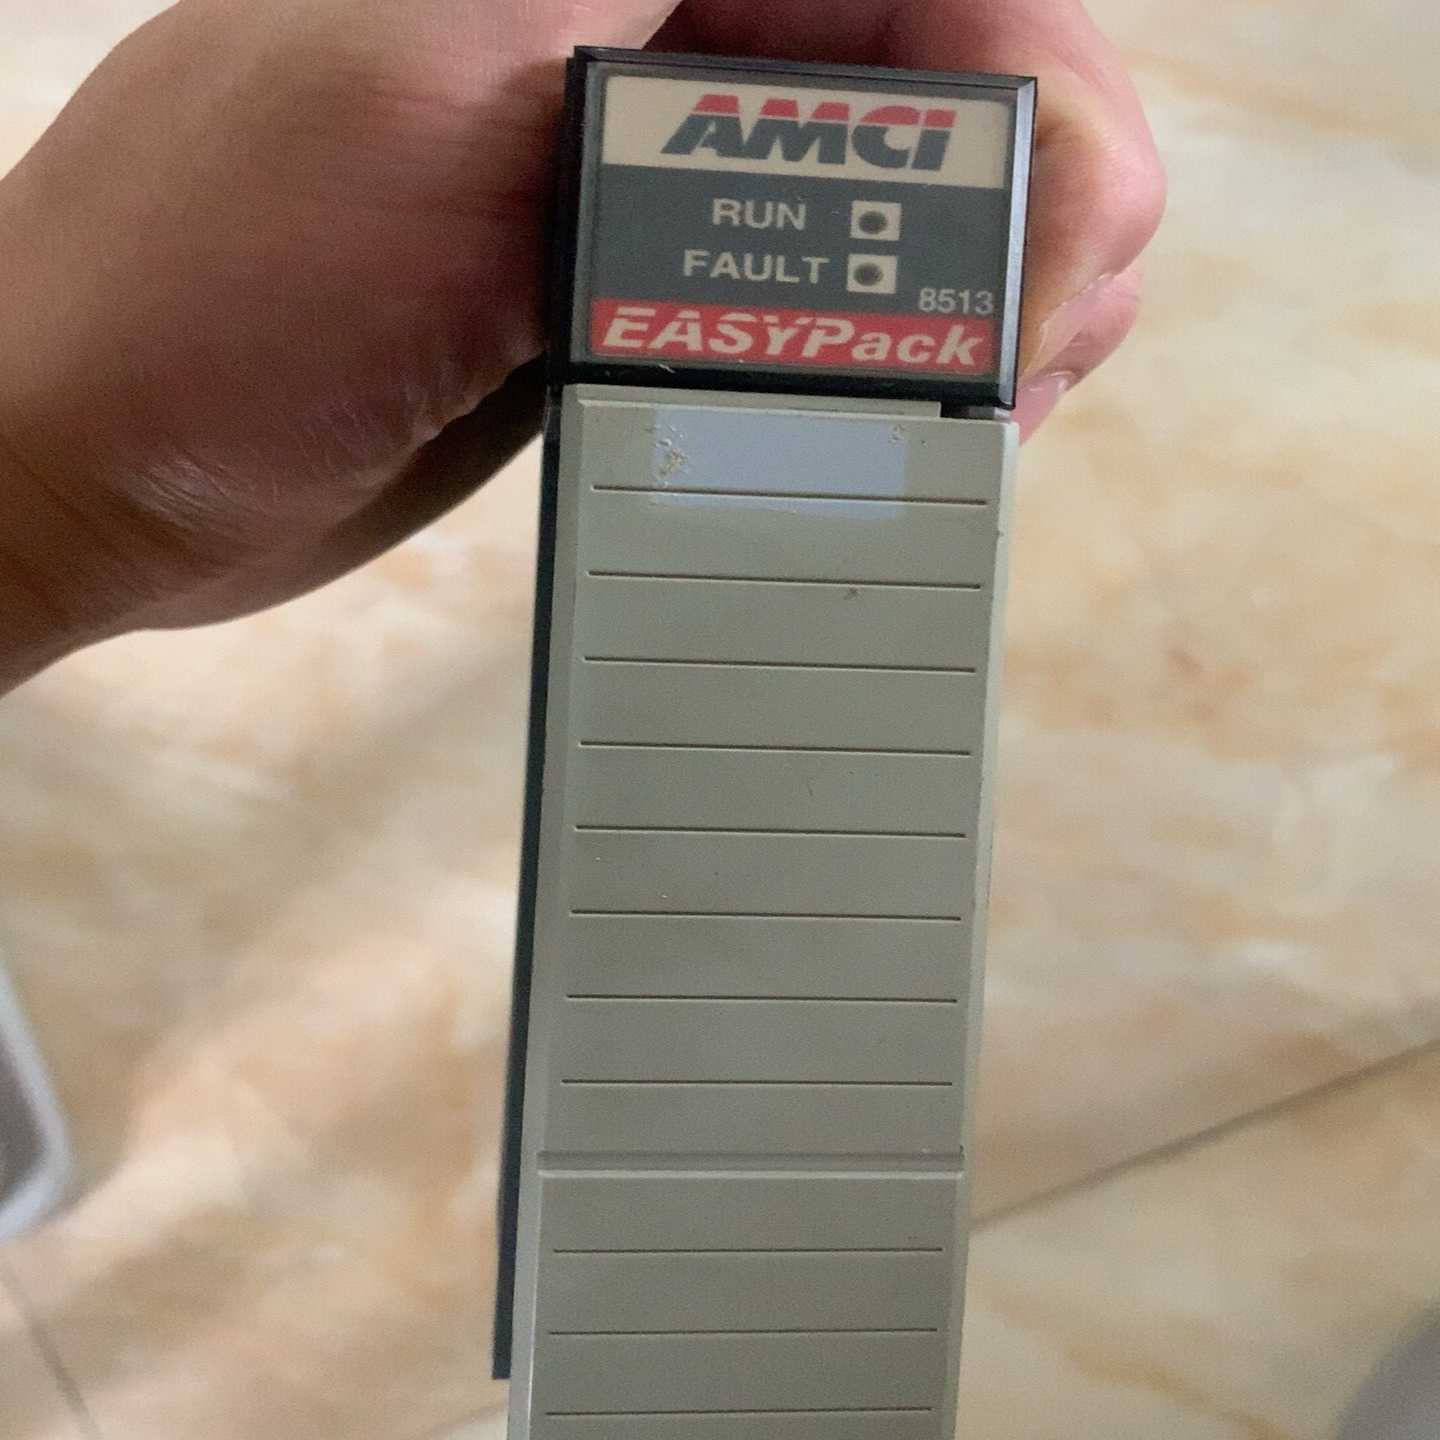 AMCI
RUN
FAULT
8513
EASYPack